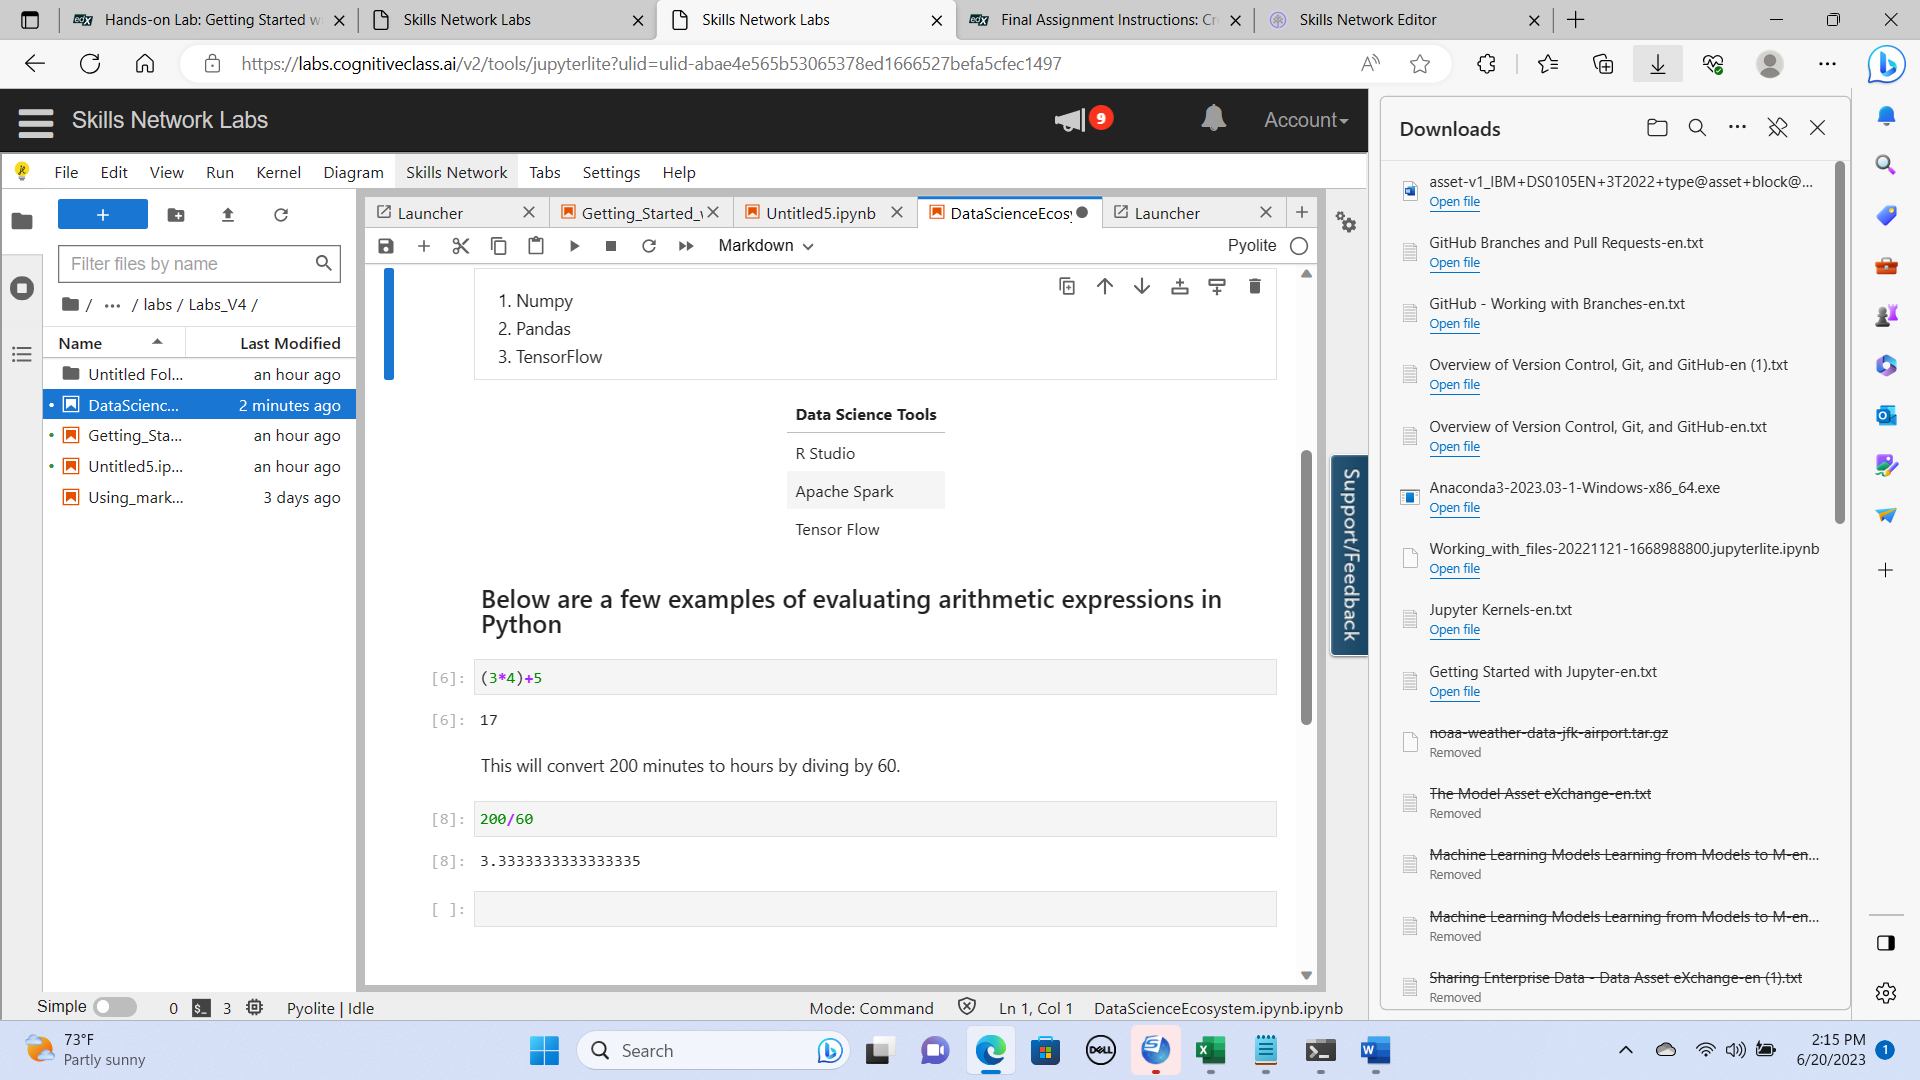 Hands-on Lab: Getting Started w
Skills Network Labs
Skills Network Labs
Final Assignment Instructions: Cr
Skills Network Editor
https://labs.cognitiveclass.ai/v2/tools/jupyterlite?ulid=ulid-abae4e565b53065378ed1666527befa5cfec1497
Skills Network Labs
9
Account
File Edit View Run Kernel Diagram Skills Network Tabs Settings Help
+
Filter files by name
/ ... / labs / Labs_V4 /
Name Last Modified
Untitled Fol... an hour ago
DataScienc... 2 minutes ago
Getting_Sta... an hour ago
Untitled5.ip... an hour ago
Using_mark... 3 days ago
Launcher
Getting_Started_
Untitled5.ipynb
DataScienceEcosy
Launcher
Markdown
Pyolite
1. Numpy
2. Pandas
3. TensorFlow
Data Science Tools
R Studio
Apache Spark
Tensor Flow
Below are a few examples of evaluating arithmetic expressions in
Python
[6]: (3*4)+5
[6]: 17
This will convert 200 minutes to hours by diving by 60.
[8]: 200/60
[8]: 3.3333333333333335
[ ]:
Support/Feedback
Simple 0 3 Pyolite | Idle
Mode: Command Ln 1, Col 1 DataScienceEcosystem.ipynb.ipynb
Downloads
asset-v1_IBM+DS0105EN+3T2022+type@asset+block@...
Open file
GitHub Branches and Pull Requests-en.txt
Open file
GitHub - Working with Branches-en.txt
Open file
Overview of Version Control, Git, and GitHub-en (1).txt
Open file
Overview of Version Control, Git, and GitHub-en.txt
Open file
Anaconda3-2023.03-1-Windows-x86_64.exe
Open file
Working_with_files-20221121-1668988800.jupyterlite.ipynb
Open file
Jupyter Kernels-en.txt
Open file
Getting Started with Jupyter-en.txt
Open file
noaa-weather-data-jfk-airport.tar.gz
Removed
The Model Asset eXchange-en.txt
Removed
Machine Learning Models Learning from Models to M-en...
Removed
Machine Learning Models Learning from Models to M-en...
Removed
Sharing Enterprise Data - Data Asset eXchange-en (1).txt
Removed
73°F
Partly sunny
Search
DELL
2:15 PM
6/20/2023
1